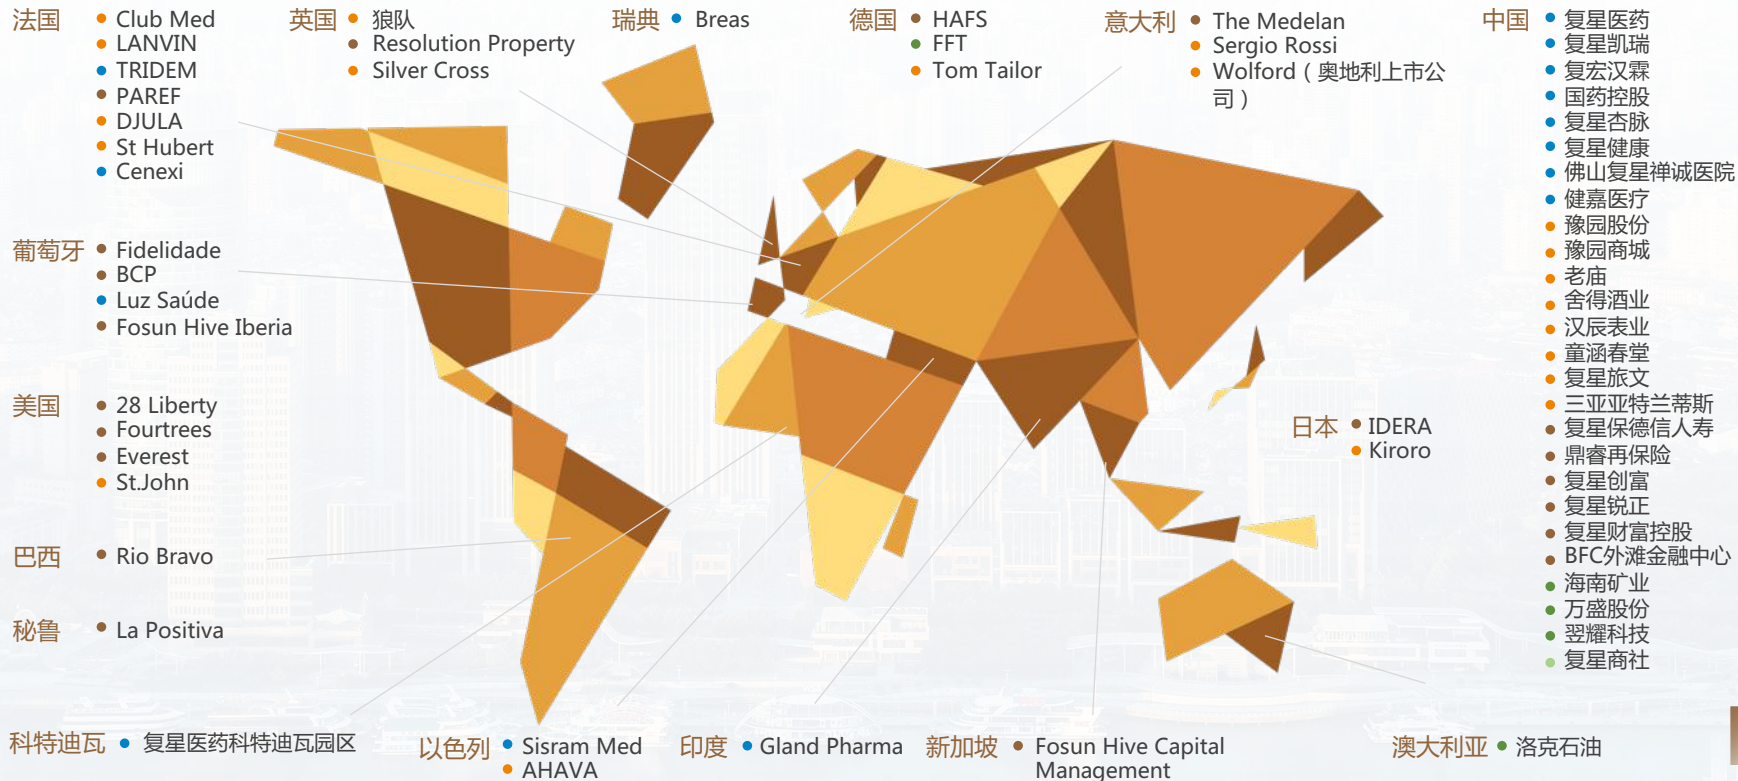 法国
Club Med
LANVIN
TRIDEM
PAREF
DJULA
St Hubert
Cenexi
英国
狼队
Resolution Property
Silver Cross
瑞典
Breas
德国
HAFS
FFT
Tom Tailor
意大利
The Medelan
Sergio Rossi
Wolford（奥地利上市公
司）
中国
复星医药
复星凯瑞
复宏汉霖
国药控股
复星杏脉
复星健康
佛山复星禅诚医院
健嘉医疗
豫园股份
豫园商城
老庙
舍得酒业
汉辰表业
童涵春堂
复星旅文
三亚亚特兰蒂斯
复星保德信人寿
鼎睿再保险
复星创富
复星锐正
复星财富控股
BFC外滩金融中心
海南矿业
万盛股份
翌耀科技
复星商社
葡萄牙
Fidelidade
BCP
Luz Saúde
Fosun Hive Iberia
美国
28 Liberty
Fourtrees
Everest
St.John
日本
IDERA
Kiroro
巴西
Rio Bravo
秘鲁
La Positiva
科特迪瓦
复星医药科特迪瓦园区
以色列
Sisram Med
AHAVA
印度
Gland Pharma
新加坡
Fosun Hive Capital
Management
澳大利亚
洛克石油